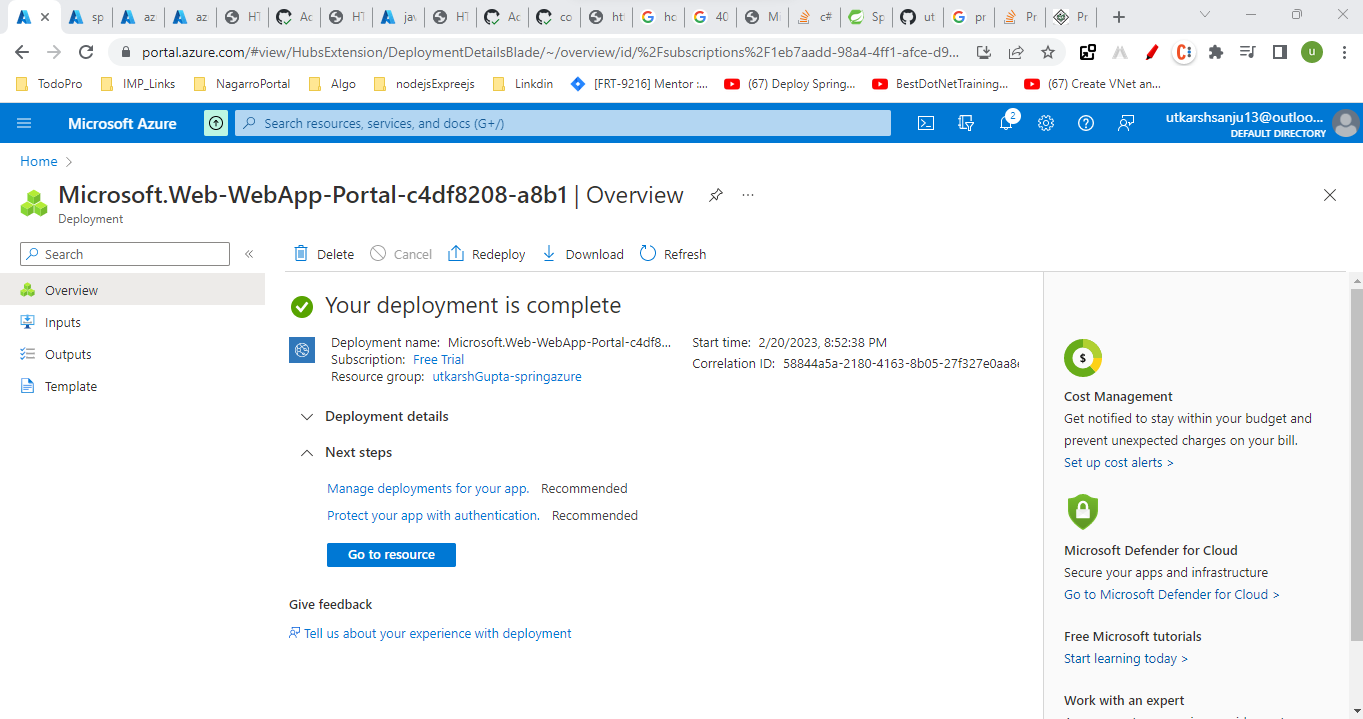 sp
az
az
HT
Ac
HT
jav
HT
Ac
co
htt
ho
40
Mi
c#
Sp
ut
pr
Pr
Pr
portal.azure.com/#view/HubsExtension/DeploymentDetailsBlade/~/overview/id/%2Fsubscriptions%2F1eb7aadd-98a4-4ff1-afce-d9...
u
TodoPro
IMP_Links
NagarroPortal
Algo
nodejsExpreejs
Linkdin
[FRT-9216] Mentor :...
(67) Deploy Spring...
BestDotNetTraining...
(67) Create VNet an...
Microsoft Azure
Search resources, services, and docs (G+/)
2
utkarshsanju13@outloo...
DEFAULT DIRECTORY
Home
Microsoft.Web-WebApp-Portal-c4df8208-a8b1 | Overview
Deployment
Search
Overview
Inputs
Outputs
Template
Delete
Cancel
Redeploy
Download
Refresh
Your deployment is complete
Deployment name: Microsoft.Web-WebApp-Portal-c4df8...
Subscription: Free Trial
Resource group: utkarshGupta-springazure
Start time: 2/20/2023, 8:52:38 PM
Correlation ID: 58844a5a-2180-4163-8b05-27f327e0aa8
Deployment details
Next steps
Manage deployments for your app. Recommended
Protect your app with authentication. Recommended
Go to resource
Give feedback
Tell us about your experience with deployment
$
Cost Management
Get notified to stay within your budget and
prevent unexpected charges on your bill.
Set up cost alerts >
Microsoft Defender for Cloud
Secure your apps and infrastructure
Go to Microsoft Defender for Cloud >
Free Microsoft tutorials
Start learning today >
Work with an expert